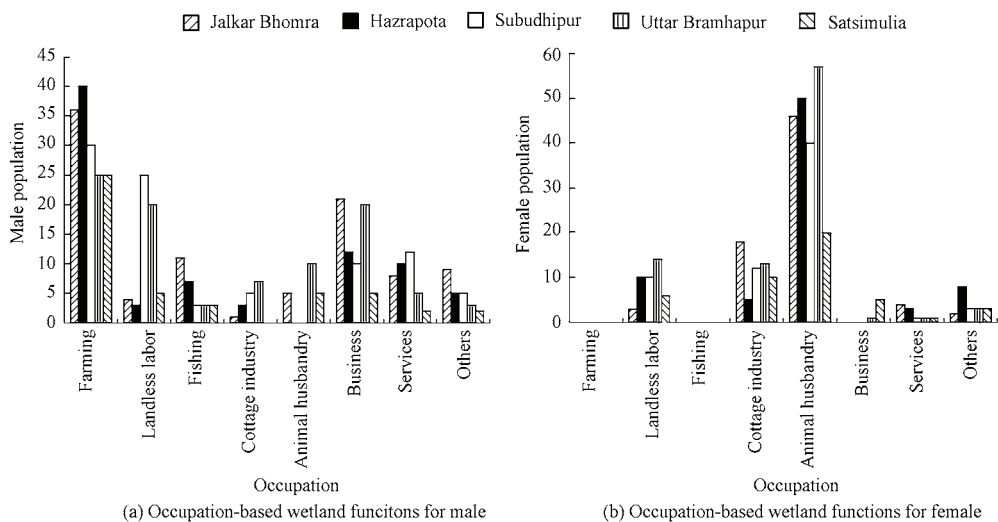 Jalkar Bhomra Hazrapota Subudhipur Uttar Bramhapur Satsimulia
45
40
35
30
25
20
15
10
5
0
Male population
Farming
Landless labor
Fishing
Cottage industry
Animal husbandry
Business
Services
Others
Occupation
(a) Occupation-based wetland funcitons for male
60
50
40
30
20
10
0
Female population
Farming
Landless labor
Fishing
Cottage industry
Animal husbandry
Business
Services
Others
Occupation
(b) Occupation-based wetland functions for female